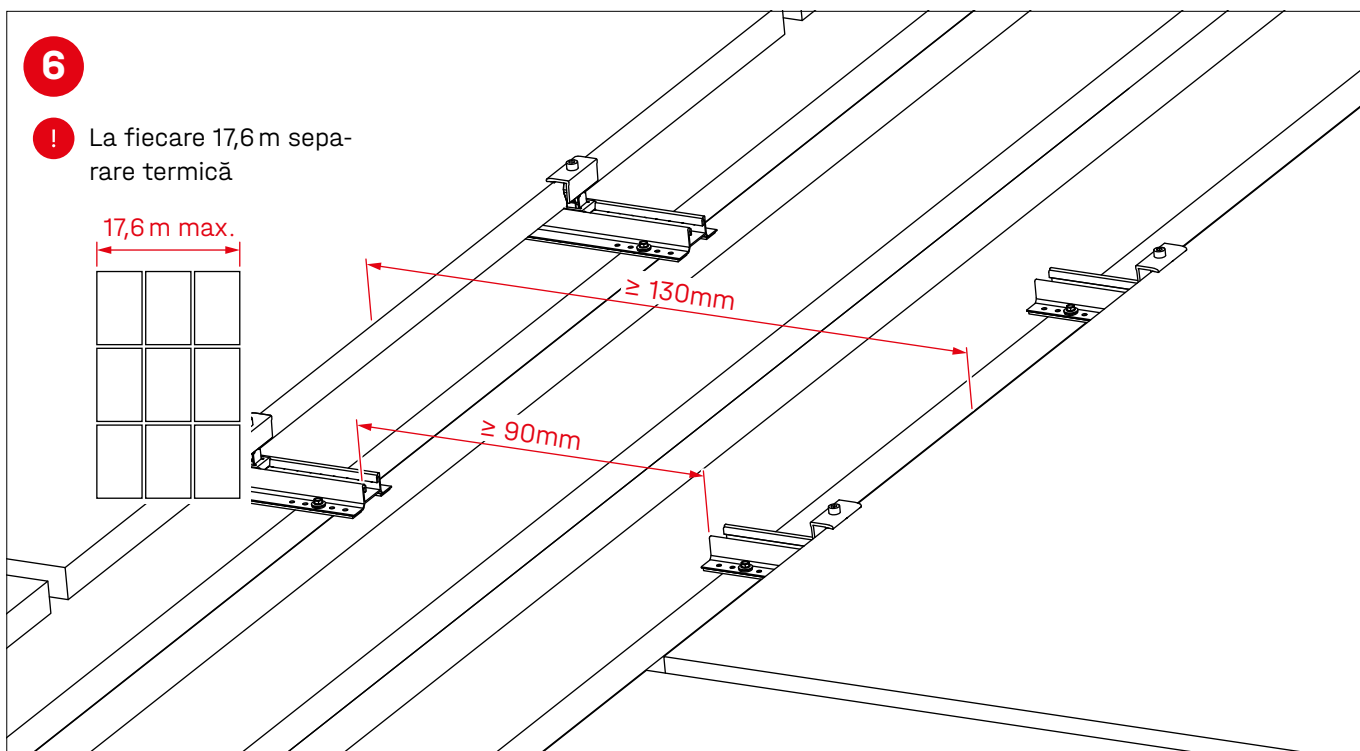 6
! La fiecare 17,6 m sepa-
rare termică
17,6 m max.
≥ 130mm
≥ 90mm